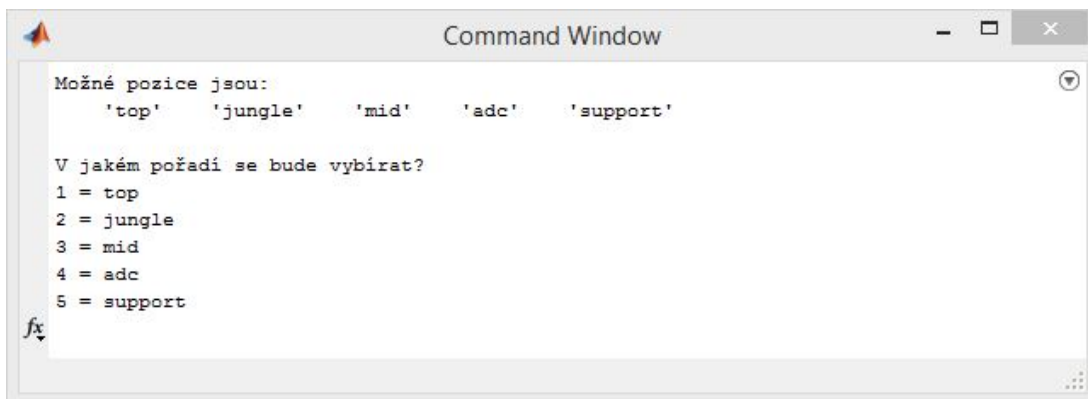 Command Window
Možné pozice jsou:
'top' 'jungle' 'mid' 'adc' 'support'
V jakém pořadí se bude vybírat?
1 = top
2 = jungle
3 = mid
4 = adc
5 = support
fx